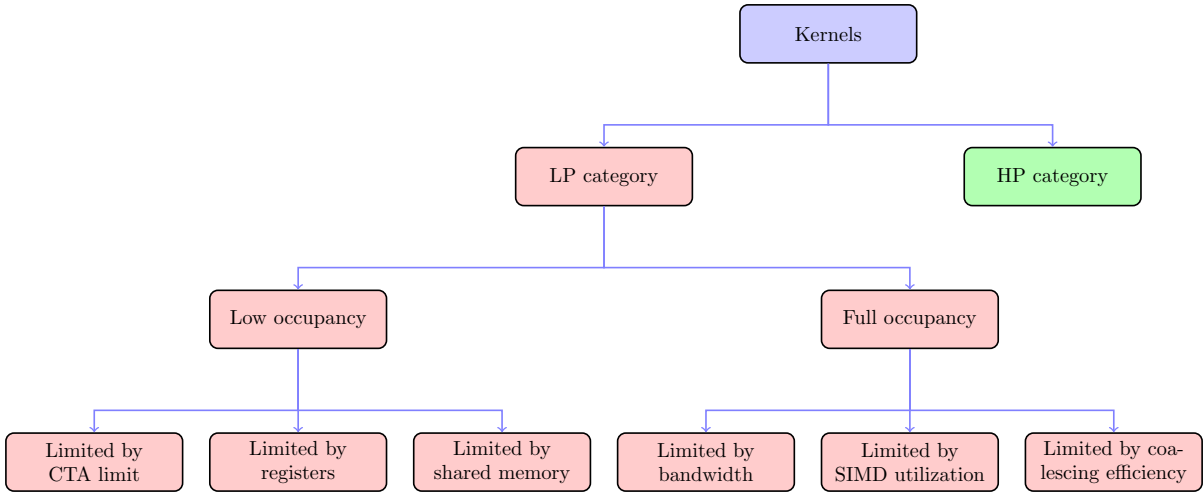 Kernels
LP category
HP category
Low occupancy
Full occupancy
Limited by
CTA limit
Limited by
registers
Limited by
shared memory
Limited by
bandwidth
Limited by
SIMD utilization
Limited by coa-
lescing efficiency